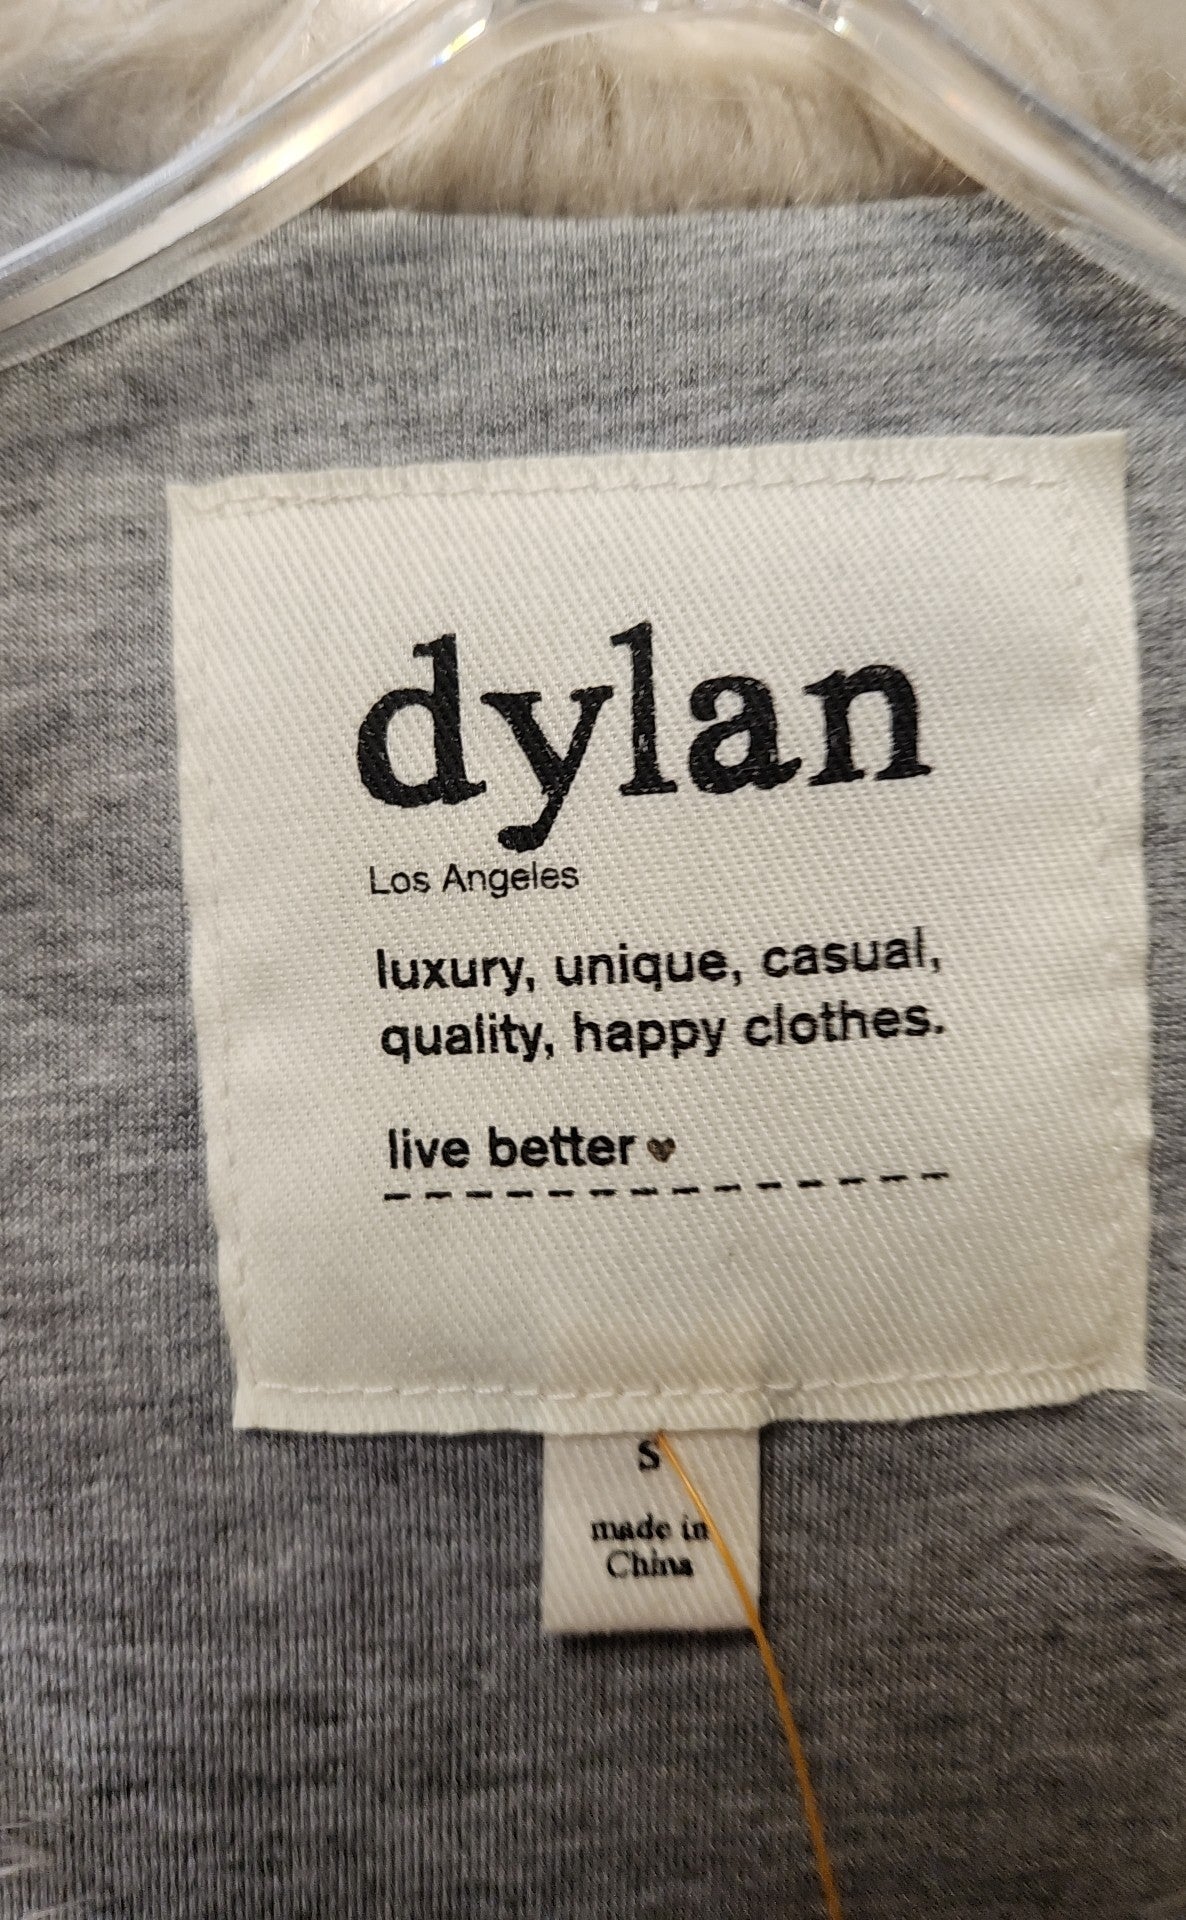 dylan
Los Angeles
luxury, unique, casual,
quality, happy clothes.
live better♥
S
made in
China